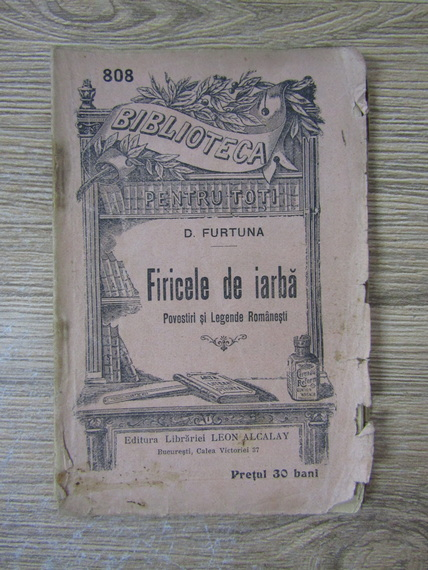 808
BIBLIOTECA
PENTRU TOȚI
D. FURTUNA
Firicele de iarbă
Povestiri și Legende Românești
Editura Librăriei LEON ALCALAY
București, Calea Victoriei 37
Prețul 30 bani